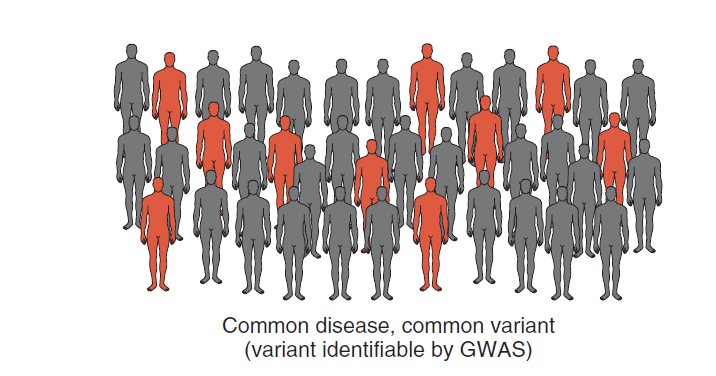 Common disease, common variant
(variant identifiable by GWAS)